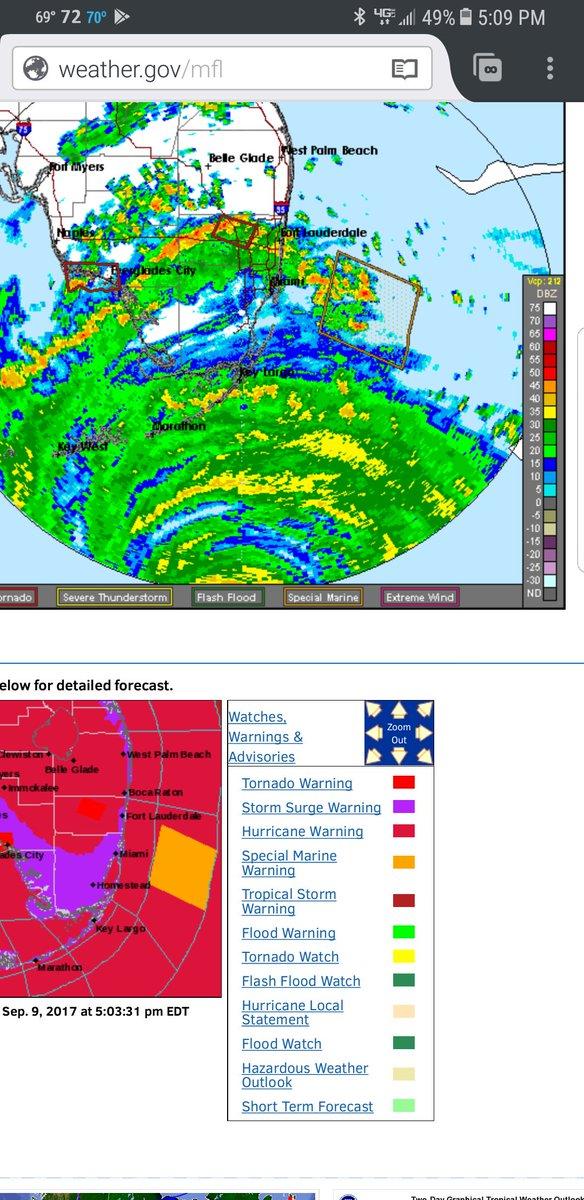 69° 72 70°
4GE 49% 5:09 PM
weather.gov/mfl
75
West Palm Beach
Belle Glade
Fort Myers
95
Naples
Fort Lauderdale
Everglades City
Miami
Vcp: 212
DBZ
75
70
65
60
55
50
45
40
35
30
25
20
15
10
5
0
-5
-10
-15
-20
-25
-30
ND
Key Largo
Marathon
Key West
ornado
Severe Thunderstorm
Flash Flood
Special Marine
Extreme Wind
elow for detailed forecast.
Clewiston
West Palm Beach
Belle Glade
yers
Immokalee
Boca Raton
es
Fort Lauderdale
ades City
Miami
Homestead
Key Largo
Marathon
Sep. 9, 2017 at 5:03:31 pm EDT
Watches,
Warnings &
Advisories
Zoom
Out
Tornado Warning
Storm Surge Warning
Hurricane Warning
Special Marine
Warning
Tropical Storm
Warning
Flood Warning
Tornado Watch
Flash Flood Watch
Hurricane Local
Statement
Flood Watch
Hazardous Weather
Outlook
Short Term Forecast
Two-Day Graphical Tropical Weather Outlook